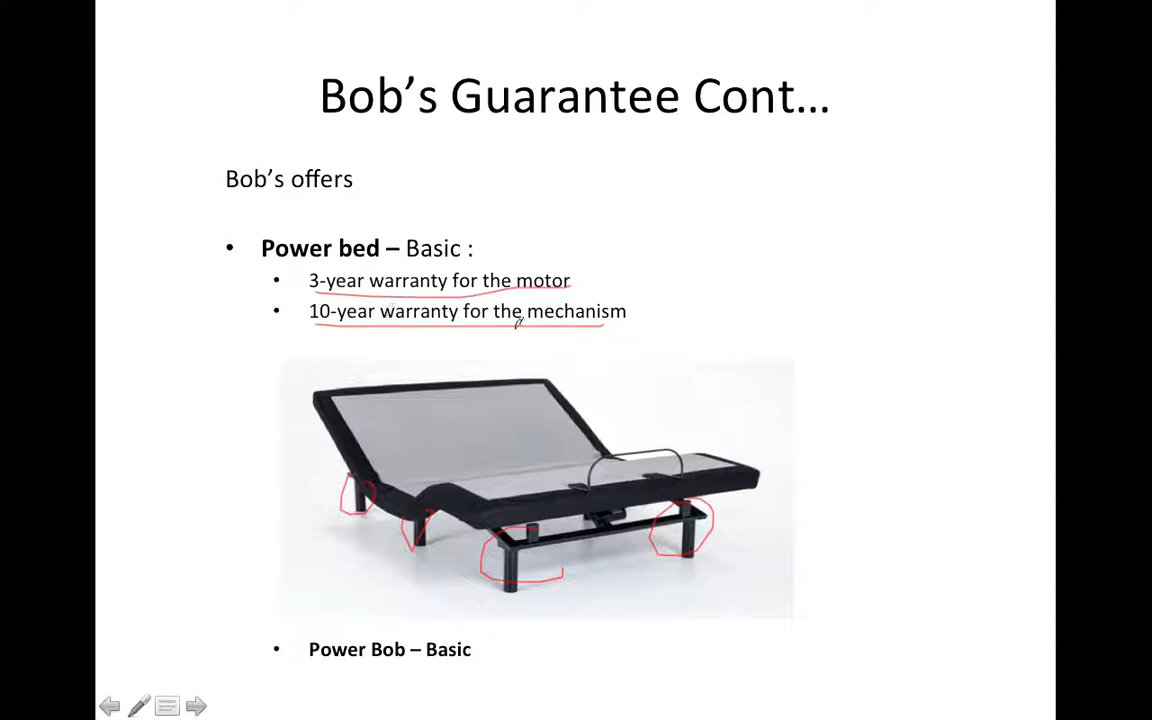 Bob’s Guarantee Cont…
Bob’s offers
• Power bed – Basic :
• 3-year warranty for the motor
• 10-year warranty for the mechanism
• Power Bob – Basic